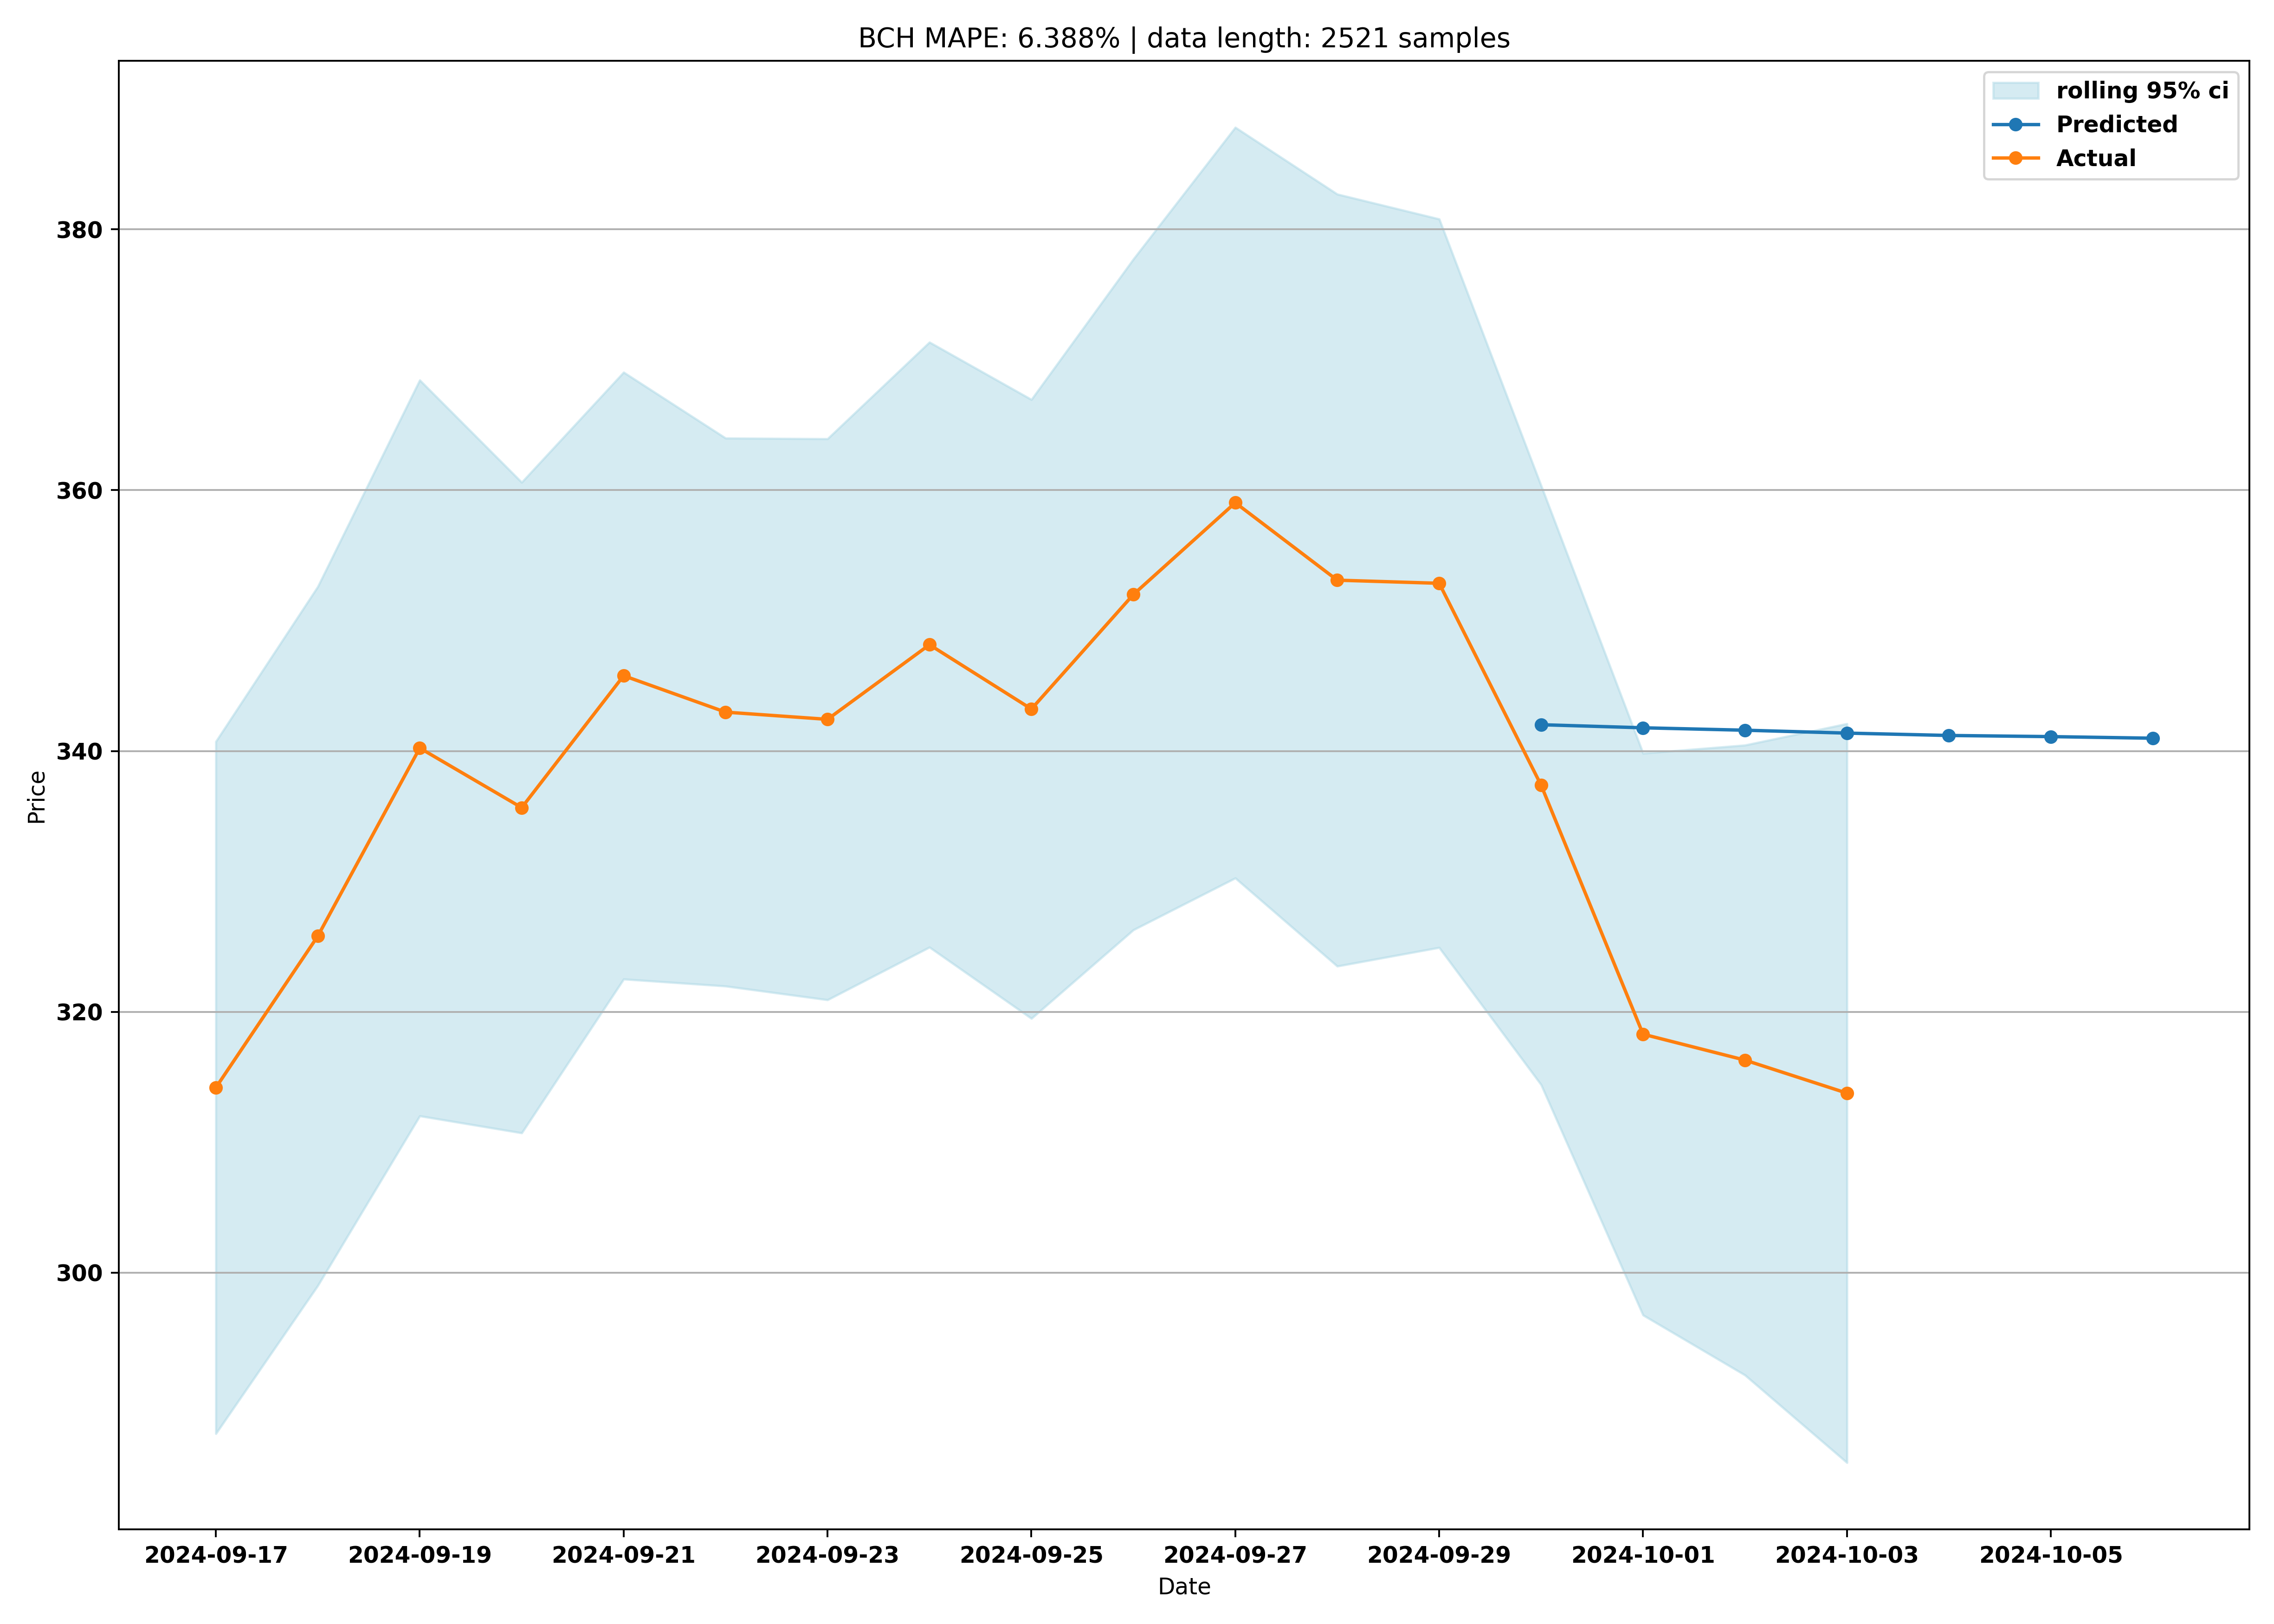 BCH MAPE: 6.388% | data length: 2521 samples
rolling 95% ci
Predicted
Actual
380
360
340
320
300
Price
2024-09-17 2024-09-19 2024-09-21 2024-09-23 2024-09-25 2024-09-27 2024-09-29 2024-10-01 2024-10-03 2024-10-05
Date